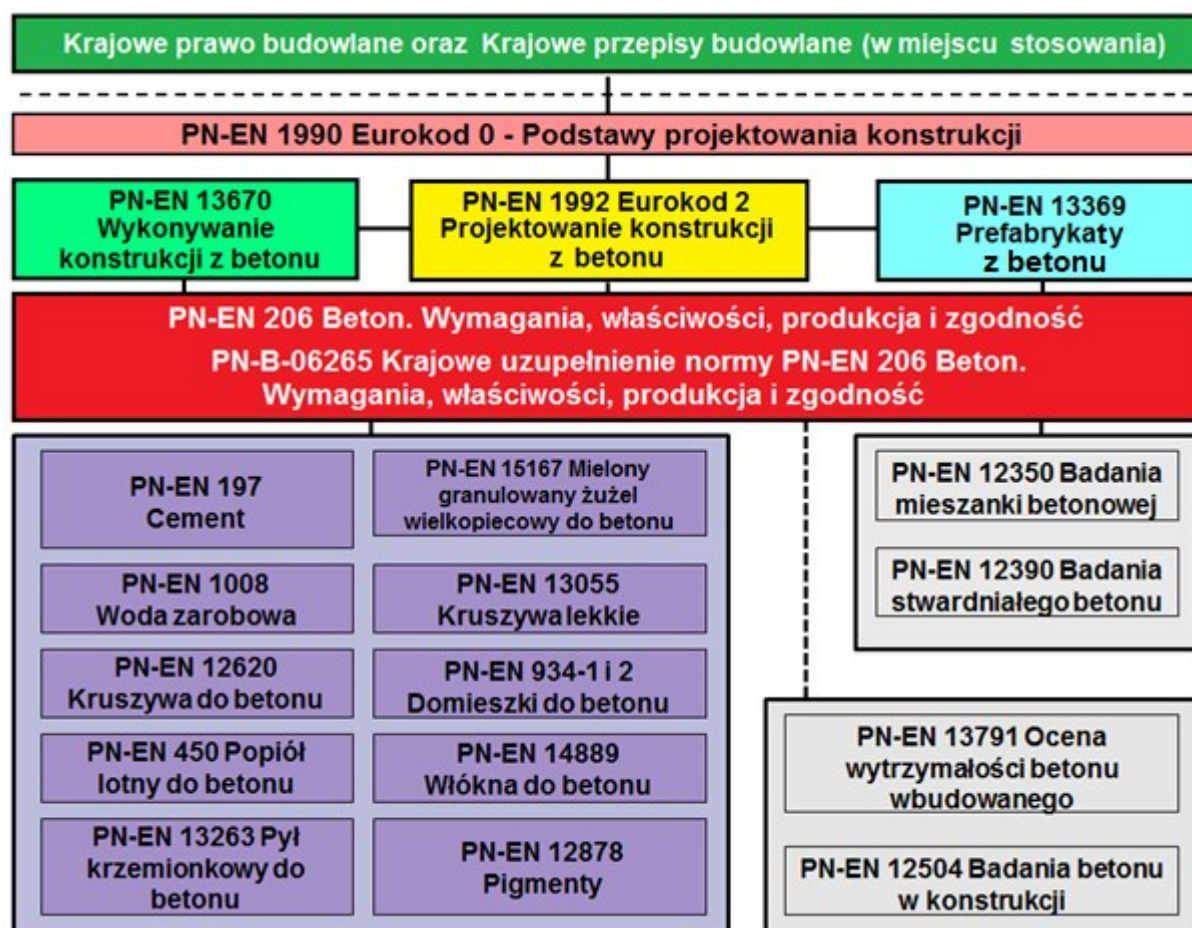 Krajowe prawo budowlane oraz Krajowe przepisy budowlane (w miejscu stosowania)
PN-EN 1990 Eurokod 0 - Podstawy projektowania konstrukcji
PN-EN 13670
Wykonywanie
konstrukcji z betonu
PN-EN 1992 Eurokod 2
Projektowanie konstrukcji
z betonu
PN-EN 13369
Prefabrykaty
z betonu
PN-EN 206 Beton. Wymagania, właściwości, produkcja i zgodność
PN-B-06265 Krajowe uzupełnienie normy PN-EN 206 Beton.
Wymagania, właściwości, produkcja i zgodność
PN-EN 197
Cement
PN-EN 15167 Mielony
granulowany żużel
wielkopiecowy do betonu
PN-EN 1008
Woda zarobowa
PN-EN 13055
Kruszywa lekkie
PN-EN 12620
Kruszywa do betonu
PN-EN 934-1 i 2
Domieszki do betonu
PN-EN 450 Popiół
lotny do betonu
PN-EN 14889
Włókna do betonu
PN-EN 13263 Pył
krzemionkowy do
betonu
PN-EN 12878
Pigmenty
PN-EN 12350 Badania
mieszanki betonowej
PN-EN 12390 Badania
stwardniałego betonu
PN-EN 13791 Ocena
wytrzymałości betonu
wbudowanego
PN-EN 12504 Badania betonu
w konstrukcji